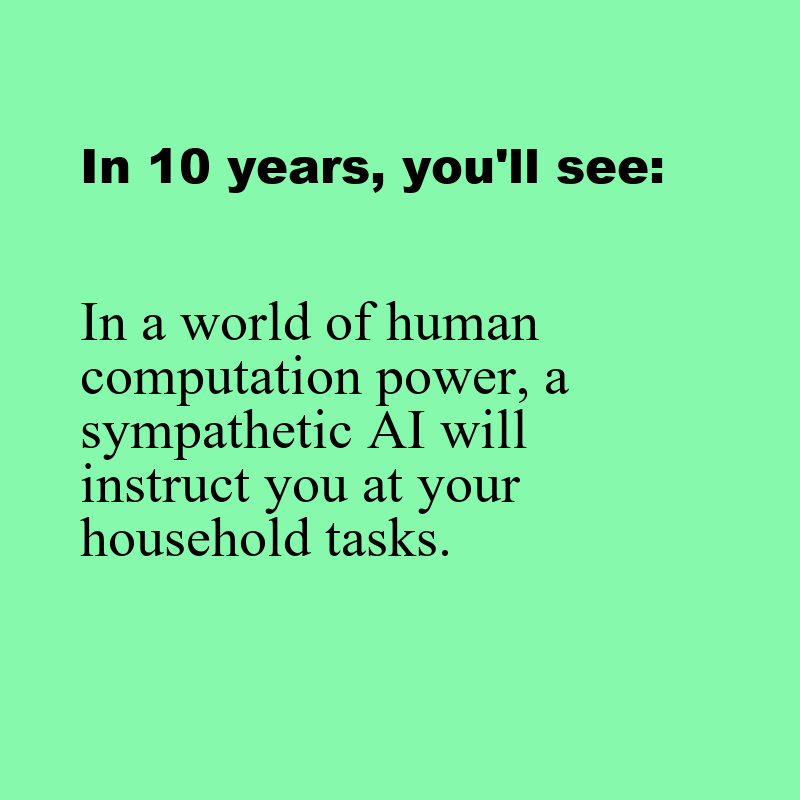 In 10 years, you'll see:
In a world of human
computation power, a
sympathetic AI will
instruct you at your
household tasks.